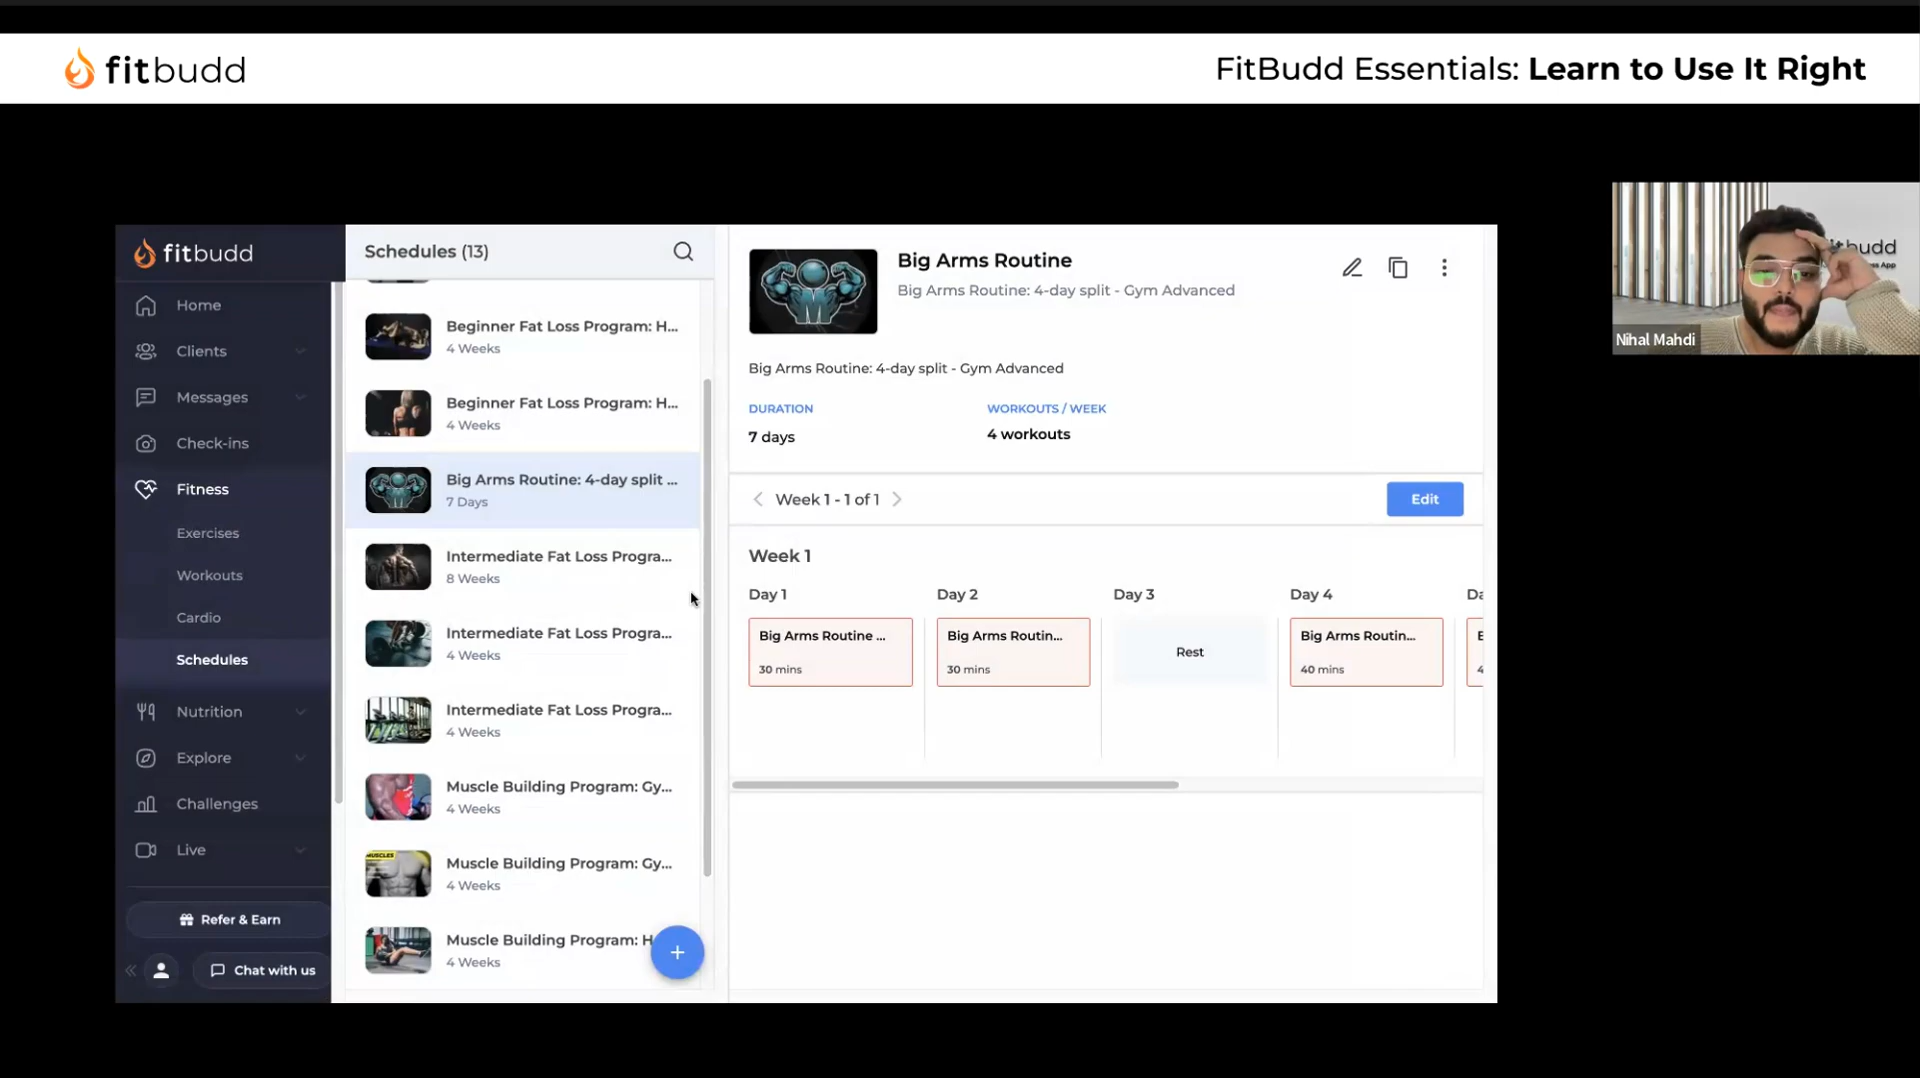 fitbudd
FitBudd Essentials: Learn to Use It Right
fitbudd
Home
Clients
Messages
Check-ins
Fitness
Exercises
Workouts
Cardio
Schedules
Nutrition
Explore
Challenges
Live
Refer & Earn
Chat with us
Schedules (13)
Beginner Fat Loss Program: H...
4 Weeks
Beginner Fat Loss Program: H...
4 Weeks
Big Arms Routine: 4-day split ...
7 Days
Intermediate Fat Loss Progra...
8 Weeks
Intermediate Fat Loss Progra...
4 Weeks
Intermediate Fat Loss Progra...
4 Weeks
Muscle Building Program: Gy...
4 Weeks
MUSCLES
Muscle Building Program: Gy...
4 Weeks
Muscle Building Program: H
4 Weeks
Big Arms Routine
Big Arms Routine: 4-day split - Gym Advanced
Big Arms Routine: 4-day split - Gym Advanced
DURATION
WORKOUTS / WEEK
7 days
4 workouts
Week 1 - 1 of 1
Edit
Week 1
Day 1
Day 2
Day 3
Day 4
Da
Big Arms Routine ...
30 mins
Big Arms Routin...
30 mins
Rest
Big Arms Routin...
40 mins
Nihal Mahdi